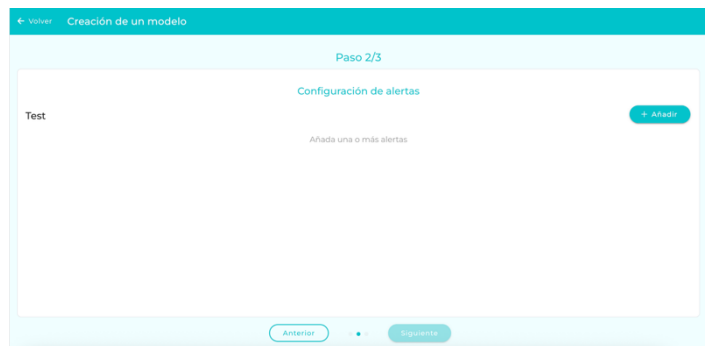 ← Volver Creación de un modelo
Paso 2/3
Configuración de alertas
Test
+ Añadir
Añada una o más alertas
Anterior Siguiente